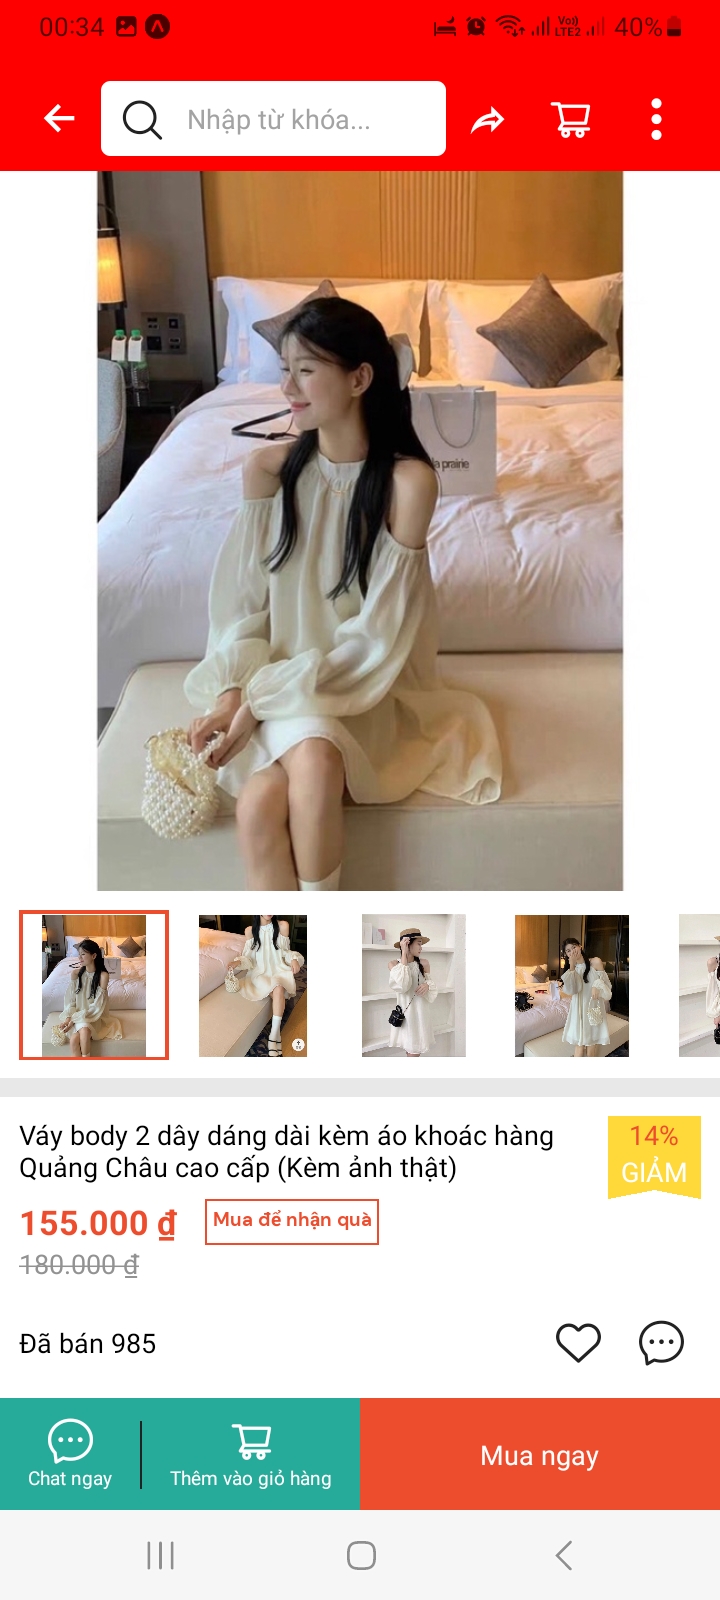 00:34
Vo)) LTE2
40%
Nhập từ khóa...
la prairie
Váy body 2 dây dáng dài kèm áo khoác hàng
Quảng Châu cao cấp (Kèm ảnh thật)
14%
GIẢM
155.000 ₫
Mua để nhận quà
180.000 ₫
Đã bán 985
Chat ngay
Thêm vào giỏ hàng
Mua ngay